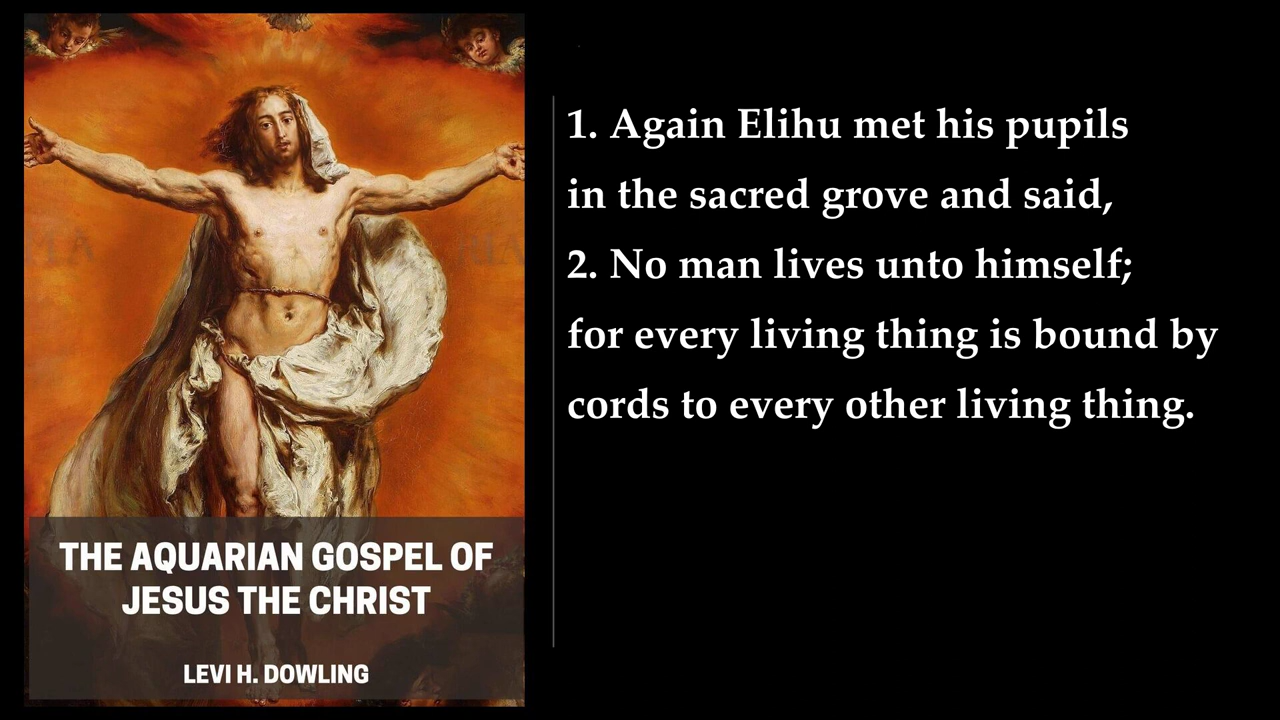 1. Again Elihu met his pupils
in the sacred grove and said,
2. No man lives unto himself;
for every living thing is bound by
cords to every other living thing.
THE AQUARIAN GOSPEL OF
JESUS THE CHRIST
LEVI H. DOWLING